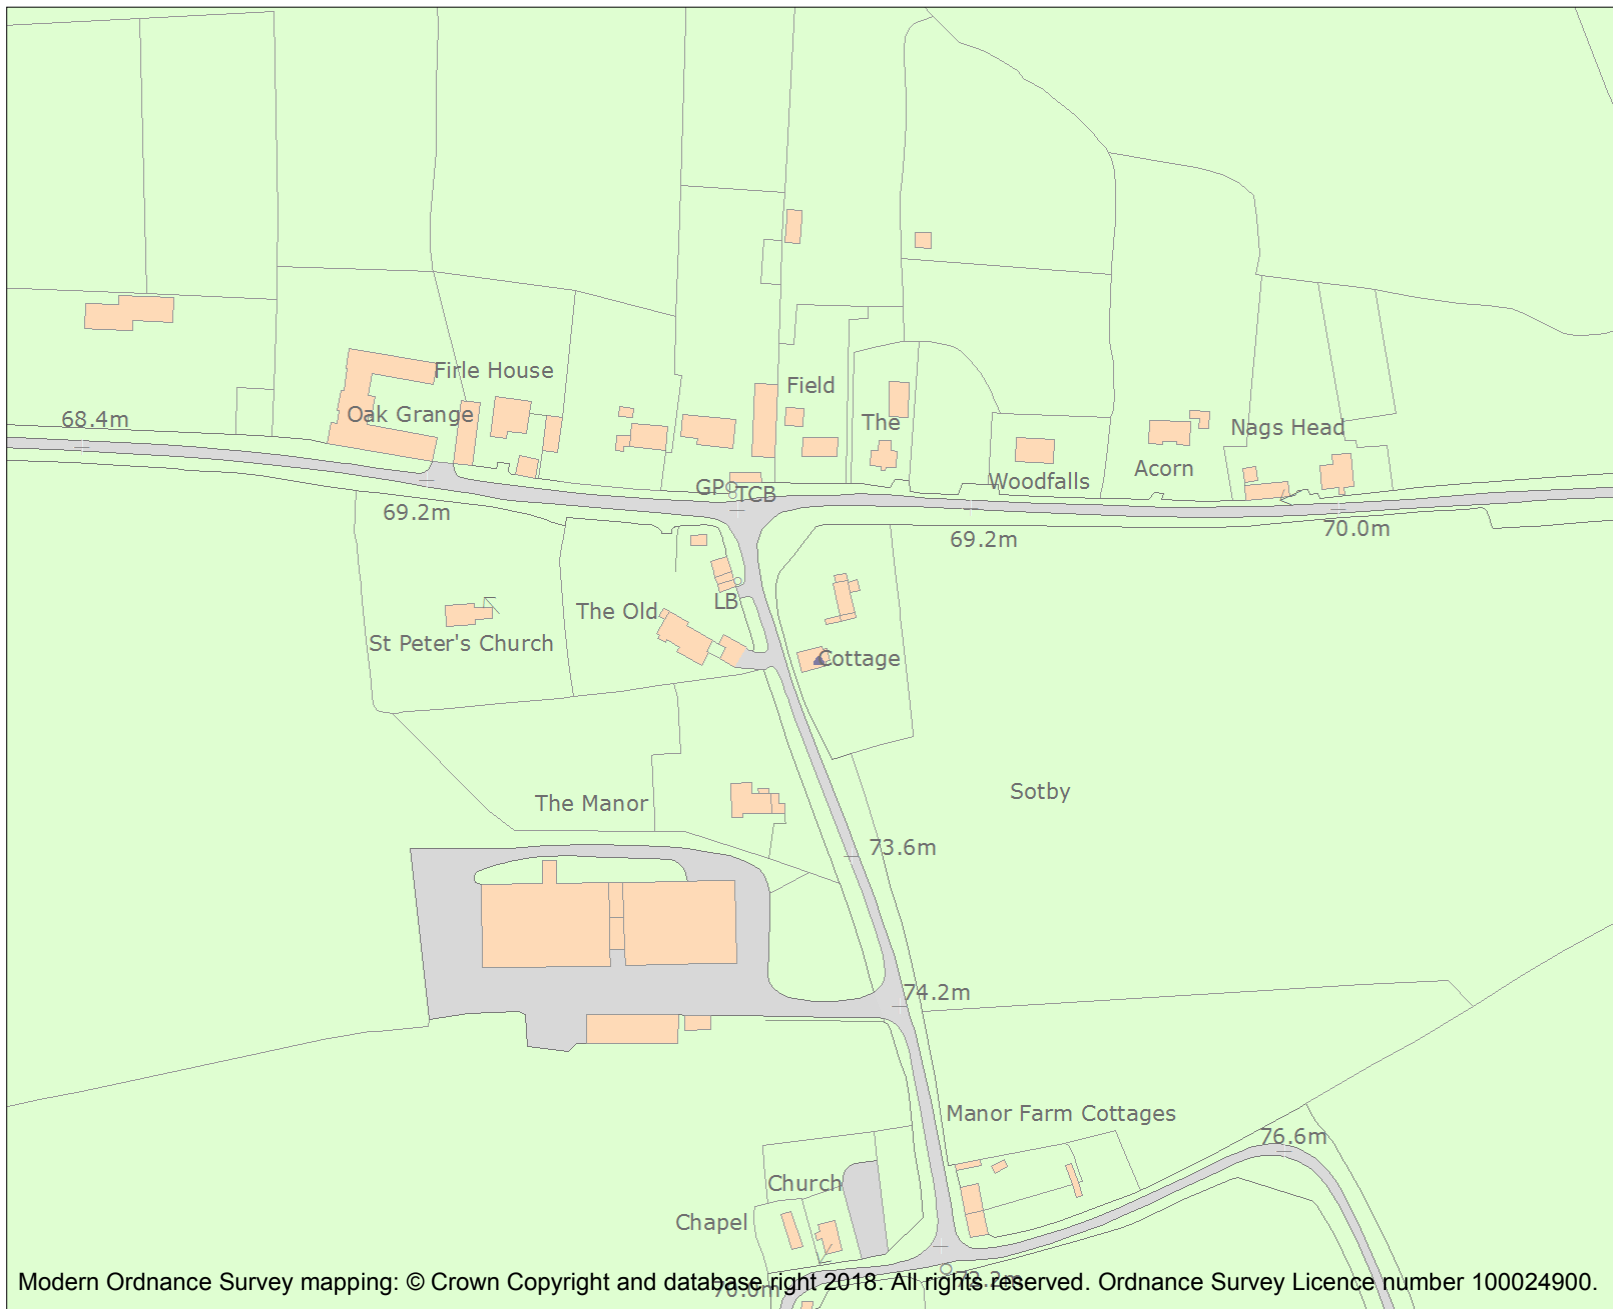 Firle House
Field
68.4m
Oak Grange
The
Nags Head
Acorn
Woodfalls
GP
TCB
69.2m
69.2m
70.0m
LB
The Old
St Peter's Church
Cottage
Sotby
The Manor
73.6m
74.2m
Manor Farm Cottages
76.6m
Church
Chapel
Modern Ordnance Survey mapping: © Crown Copyright and database right 2018. All rights reserved. Ordnance Survey Licence number 100024900.